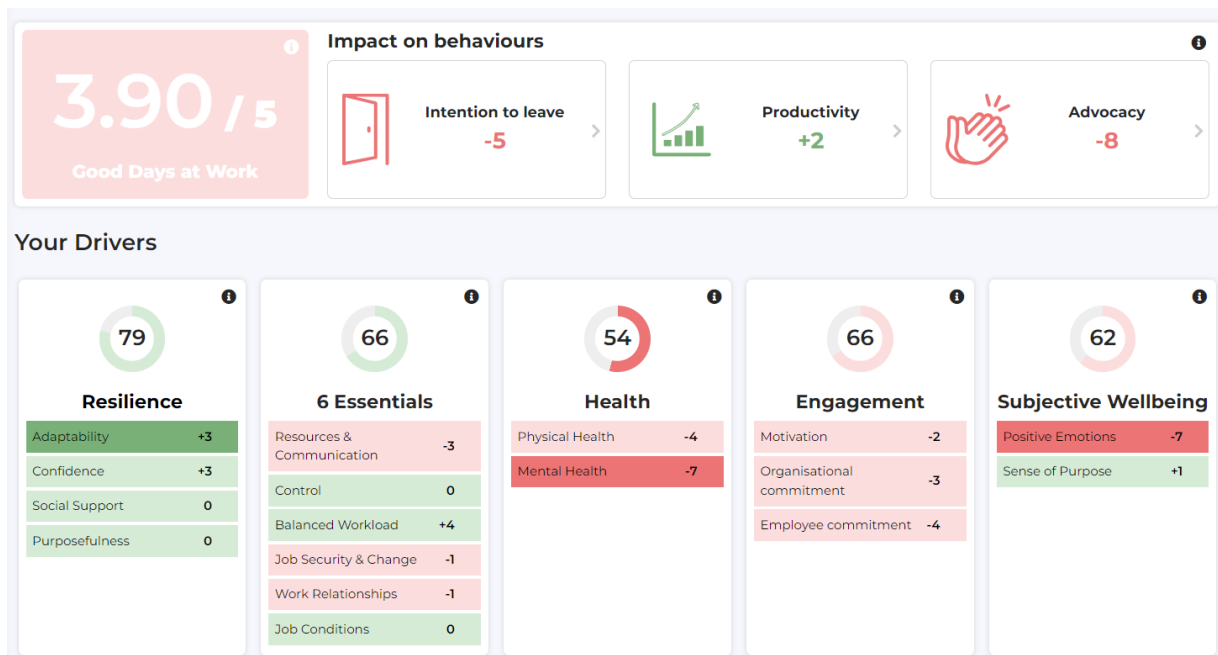 Impact on behaviours
3.90 / 5
Good Days at Work
Intention to leave
-5
Productivity
+2
Advocacy
-8
Your Drivers
79
Resilience
Adaptability +3
Confidence +3
Social Support 0
Purposefulness 0
66
6 Essentials
Resources &
Communication -3
Control 0
Balanced Workload +4
Job Security & Change -1
Work Relationships -1
Job Conditions 0
54
Health
Physical Health -4
Mental Health -7
66
Engagement
Motivation -2
Organisational
commitment -3
Employee commitment -4
62
Subjective Wellbeing
Positive Emotions -7
Sense of Purpose +1